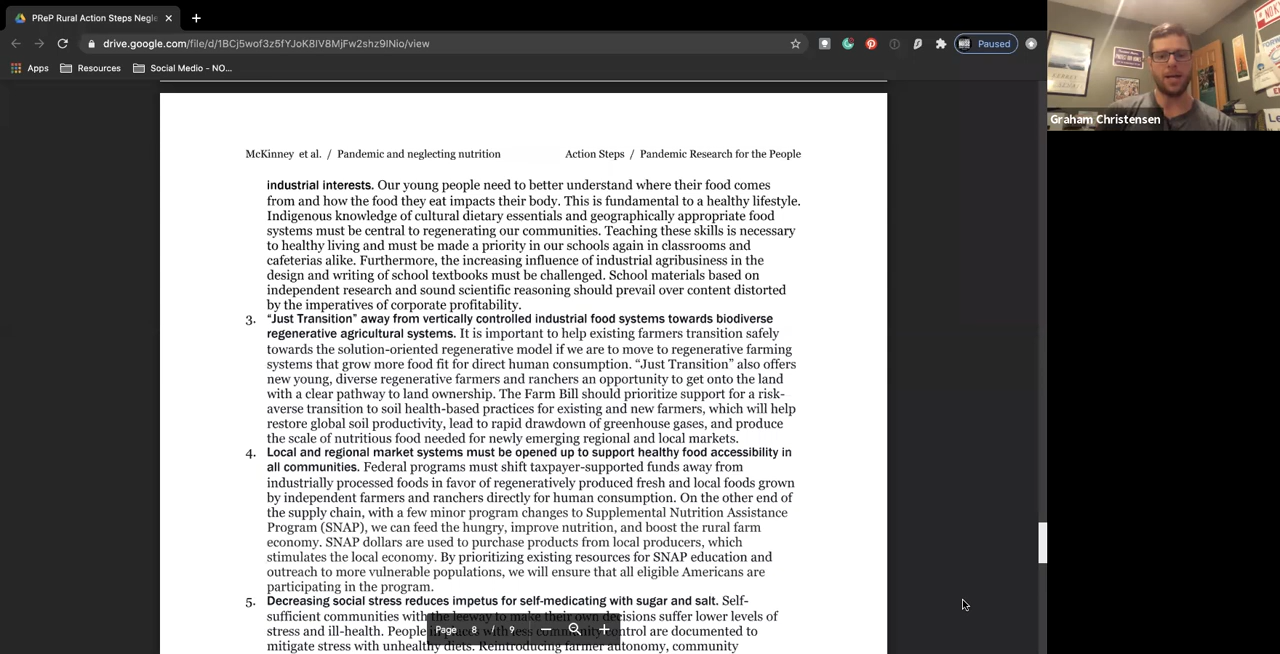 PReP Rural Action Steps Negle
drive.google.com/file/d/1BCj5wof3z5fYJoK8IV8MjFw2shz9INio/view
Paused
Apps
Resources
Social Medio - NO...
Graham Christensen
McKinney et al. / Pandemic and neglecting nutrition
Action Steps / Pandemic Research for the People
industrial interests. Our young people need to better understand where their food comes
from and how the food they eat impacts their body. This is fundamental to a healthy lifestyle.
Indigenous knowledge of cultural dietary essentials and geographically appropriate food
systems must be central to regenerating our communities. Teaching these skills is necessary
to healthy living and must be made a priority in our schools again in classrooms and
cafeterias alike. Furthermore, the increasing influence of industrial agribusiness in the
design and writing of school textbooks must be challenged. School materials based on
independent research and sound scientific reasoning should prevail over content distorted
by the imperatives of corporate profitability.
3. “Just Transition” away from vertically controlled industrial food systems towards biodiverse
regenerative agricultural systems. It is important to help existing farmers transition safely
towards the solution-oriented regenerative model if we are to move to regenerative farming
systems that grow more food fit for direct human consumption. “Just Transition” also offers
new young, diverse regenerative farmers and ranchers an opportunity to get onto the land
with a clear pathway to land ownership. The Farm Bill should prioritize support for a risk-
averse transition to soil health-based practices for existing and new farmers, which will help
restore global soil productivity, lead to rapid drawdown of greenhouse gases, and produce
the scale of nutritious food needed for newly emerging regional and local markets.
4. Local and regional market systems must be opened up to support healthy food accessibility in
all communities. Federal programs must shift taxpayer-supported funds away from
industrially processed foods in favor of regeneratively produced fresh and local foods grown
by independent farmers and ranchers directly for human consumption. On the other end of
the supply chain, with a few minor program changes to Supplemental Nutrition Assistance
Program (SNAP), we can feed the hungry, improve nutrition, and boost the rural farm
economy. SNAP dollars are used to purchase products from local producers, which
stimulates the local economy. By prioritizing existing resources for SNAP education and
outreach to more vulnerable populations, we will ensure that all eligible Americans are
participating in the program.
5. Decreasing social stress reduces impetus for self-medicating with sugar and salt. Self-
sufficient communities with the leeway to make their own decisions suffer lower levels of
stress and ill-health. People in places with less community control are documented to
mitigate stress with unhealthy diets. Reintroducing farmer autonomy, community
Page 8 / 9